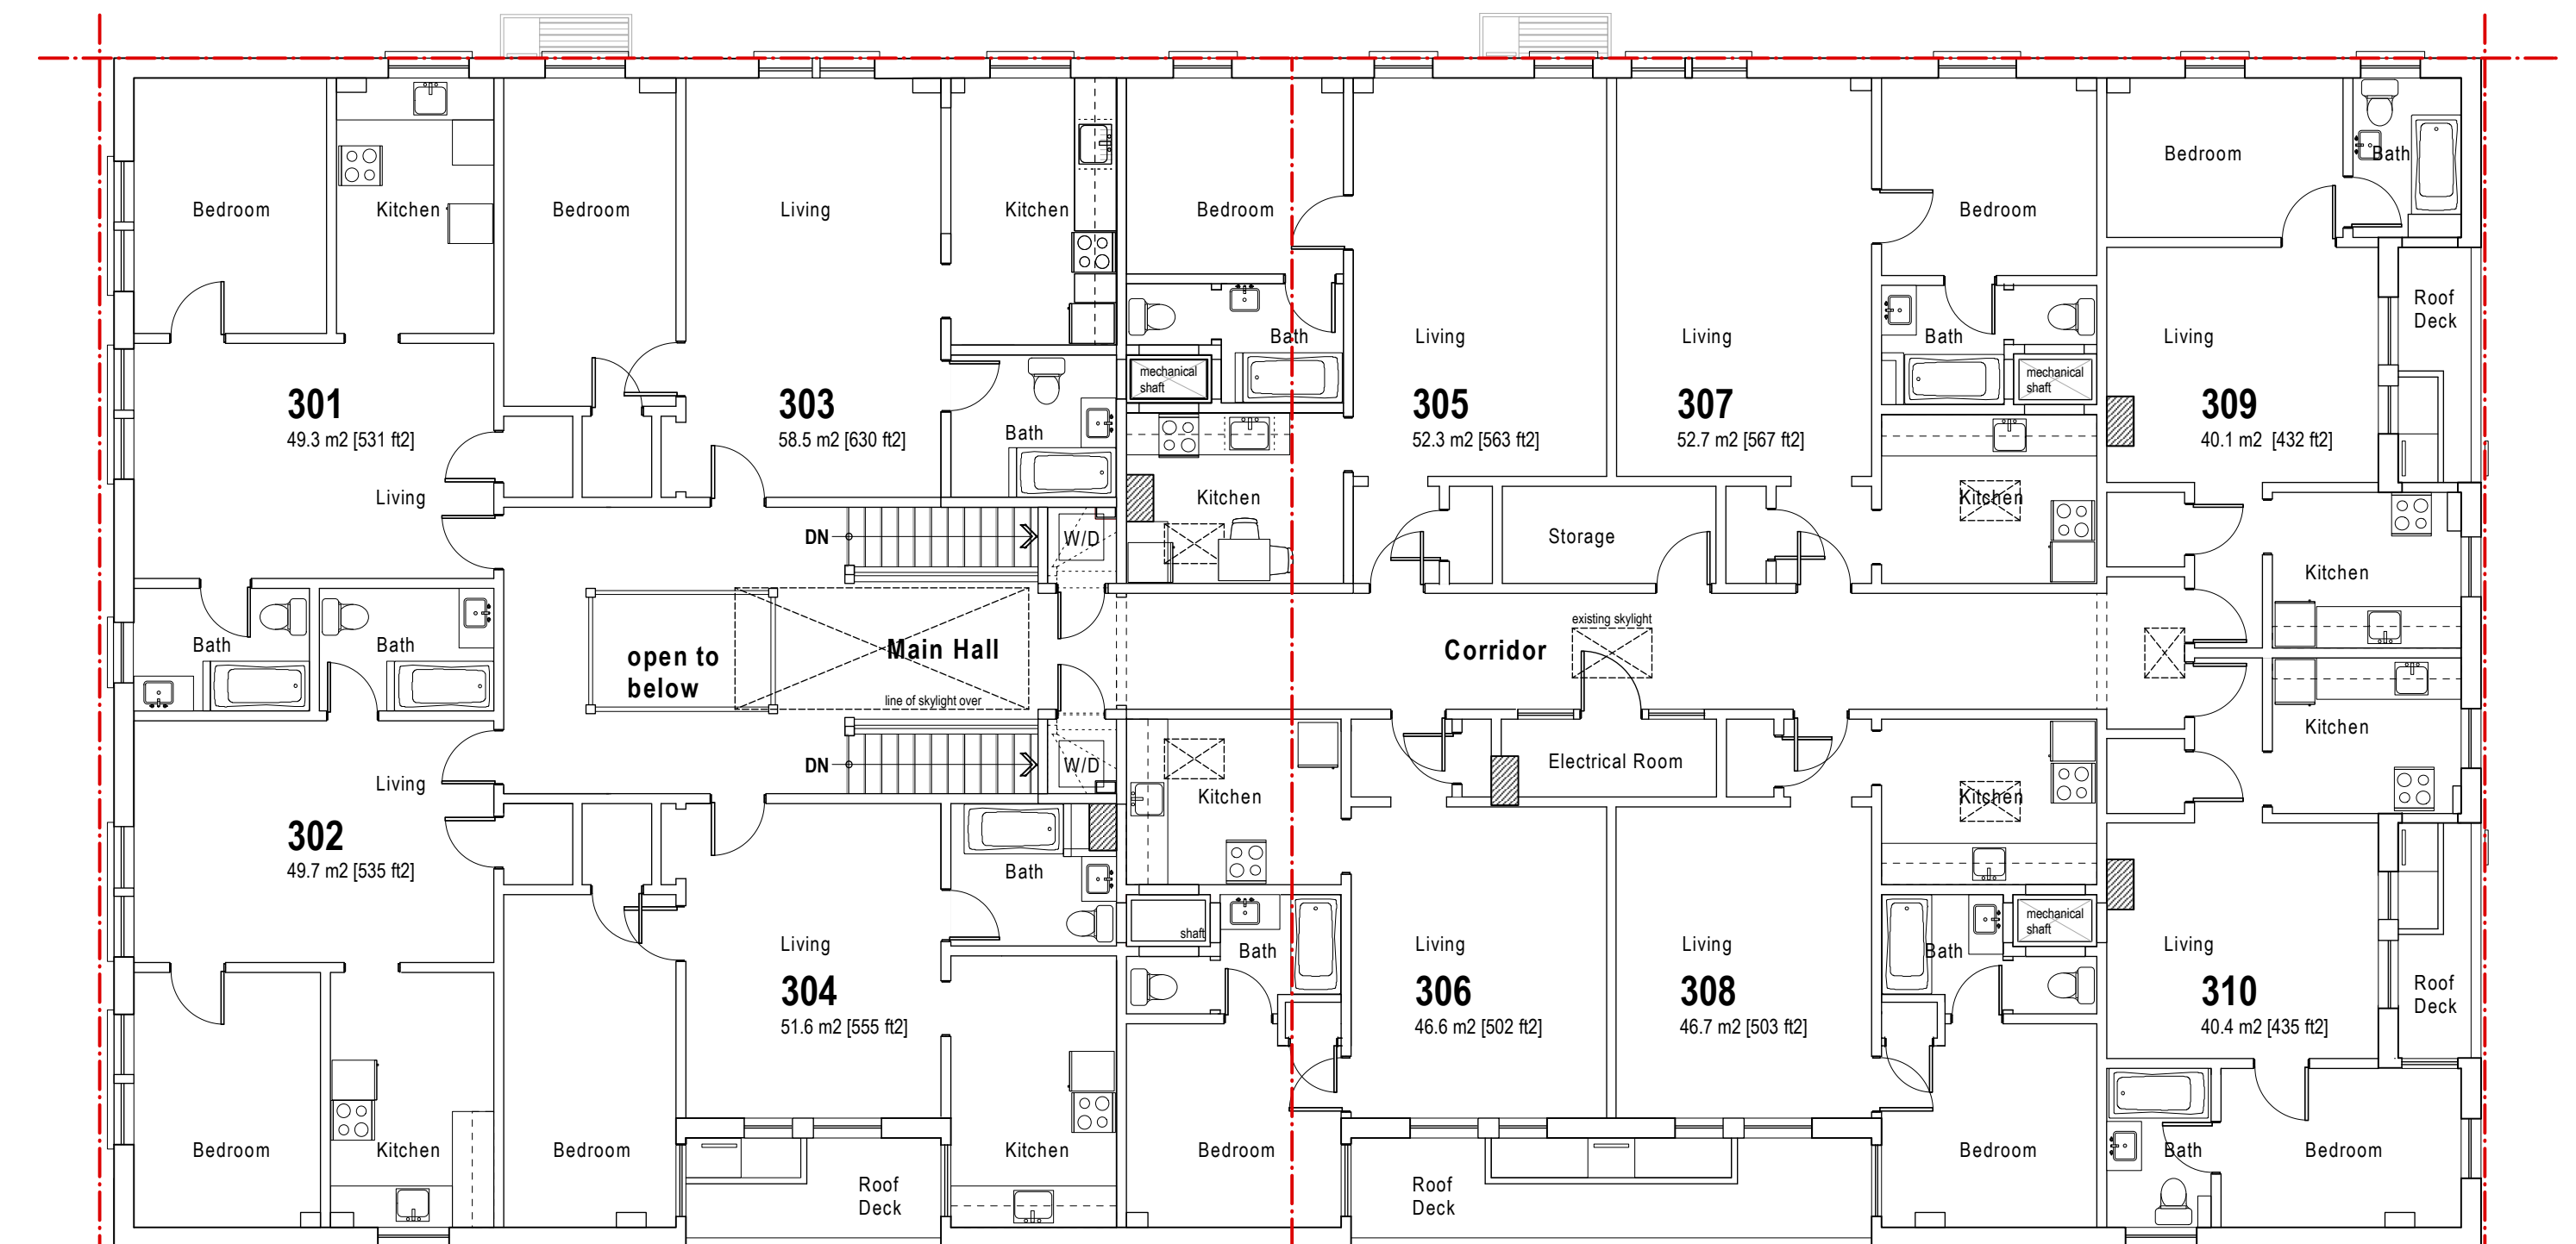 Bedroom
Kitchen
Bedroom
Living
Kitchen
Bedroom
Bedroom
Bedroom
Bath
Living
301
49.3 m2 [531 ft2]
303
58.5 m2 [630 ft2]
Bath
Bath
mechanical
shaft
Kitchen
Living
305
52.3 m2 [563 ft2]
Living
307
52.7 m2 [567 ft2]
Bath
mechanical
shaft
Kitchen
Living
309
40.1 m2 [432 ft2]
Roof
Deck
Kitchen
DN
W/D
Storage
Bath
Bath
open to
below
Main Hall
line of skylight over
Corridor
existing skylight
Kitchen
DN
W/D
Electrical Room
Living
302
49.7 m2 [535 ft2]
Bath
Living
304
51.6 m2 [555 ft2]
Kitchen
shaft
Bath
Living
306
46.6 m2 [502 ft2]
Living
308
46.7 m2 [503 ft2]
Kitchen
Bath
mechanical
shaft
Living
310
40.4 m2 [435 ft2]
Roof
Deck
Bedroom
Kitchen
Bedroom
Roof
Deck
Kitchen
Bedroom
Roof
Deck
Bedroom
Bath
Bedroom